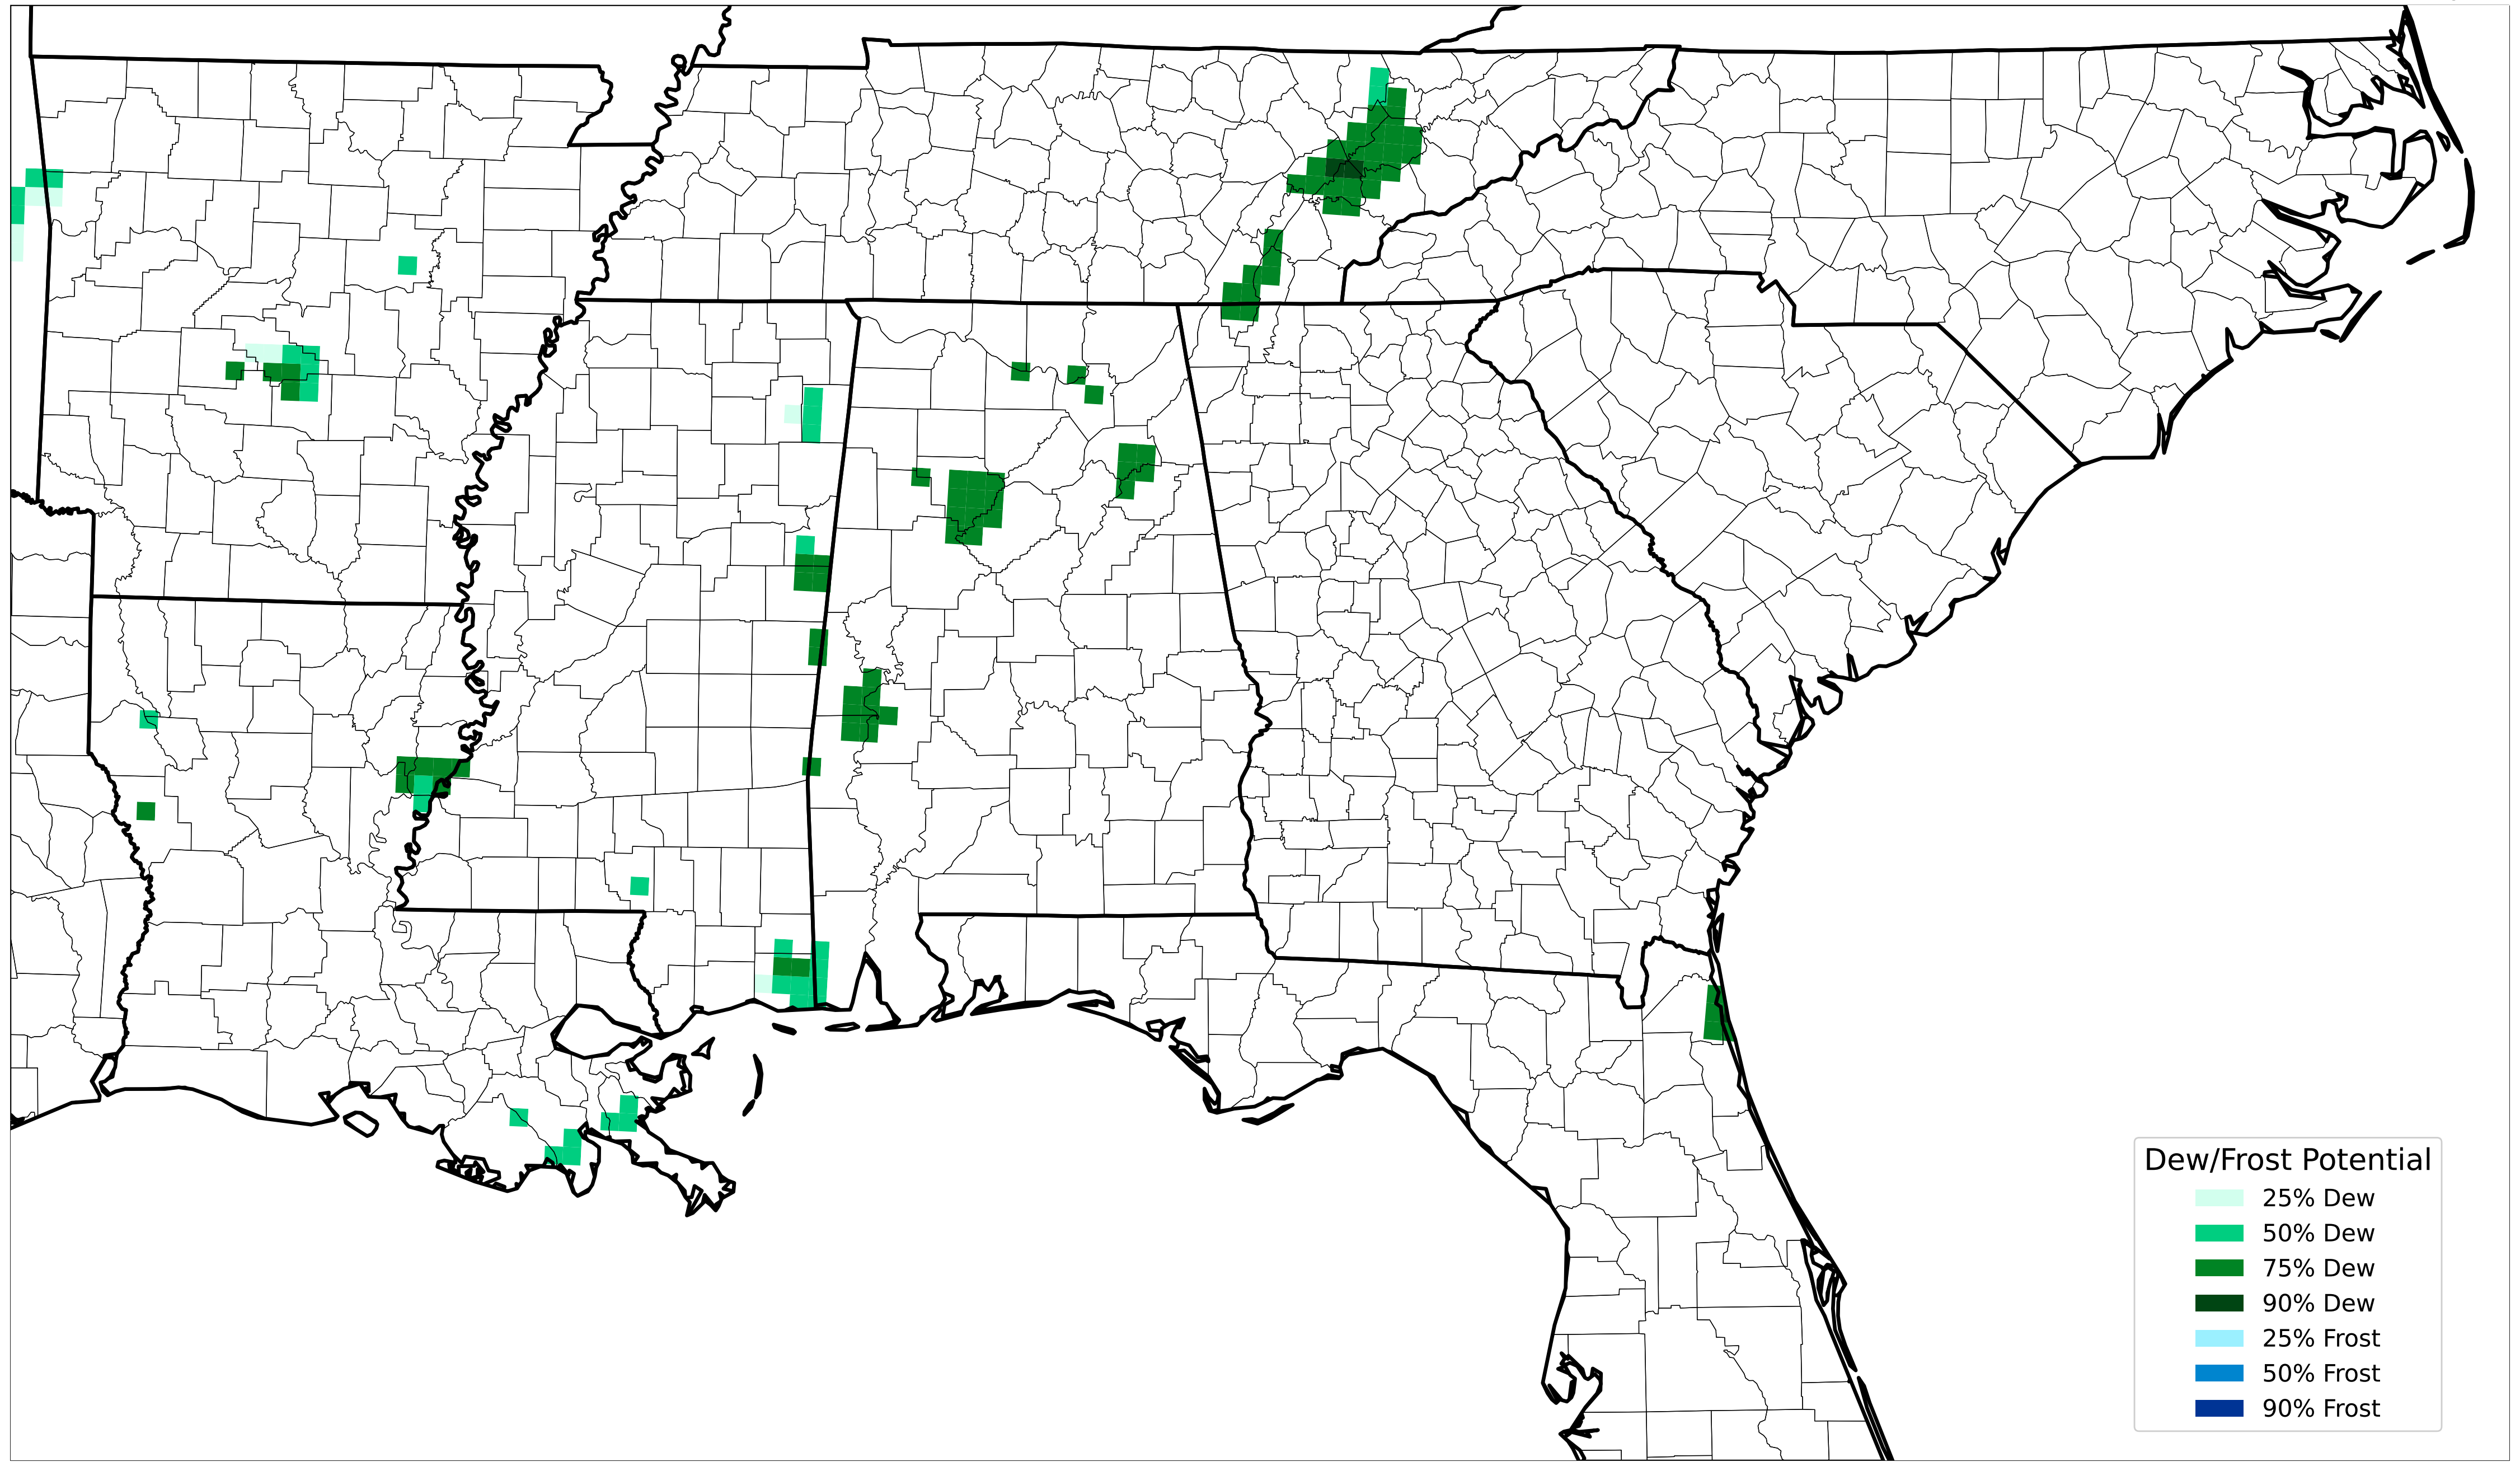 Dew/Frost Potential
25% Dew
50% Dew
75% Dew
90% Dew
25% Frost
50% Frost
90% Frost